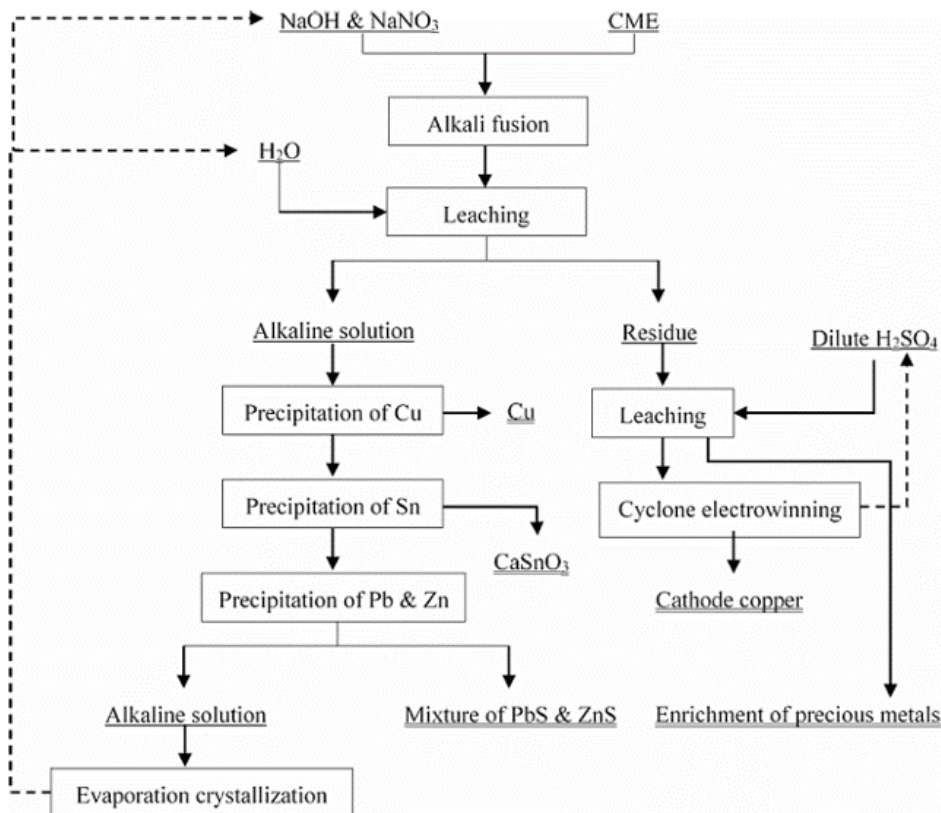 NaOH & NaNO₃
CME
Alkali fusion
H₂O
Leaching
Alkaline solution
Residue
Dilute H₂SO₄
Precipitation of Cu
Cu
Leaching
Precipitation of Sn
Cyclone electrowinning
CaSnO₃
Precipitation of Pb & Zn
Cathode copper
Alkaline solution
Mixture of PbS & ZnS
Enrichment of precious metals
Evaporation crystallization